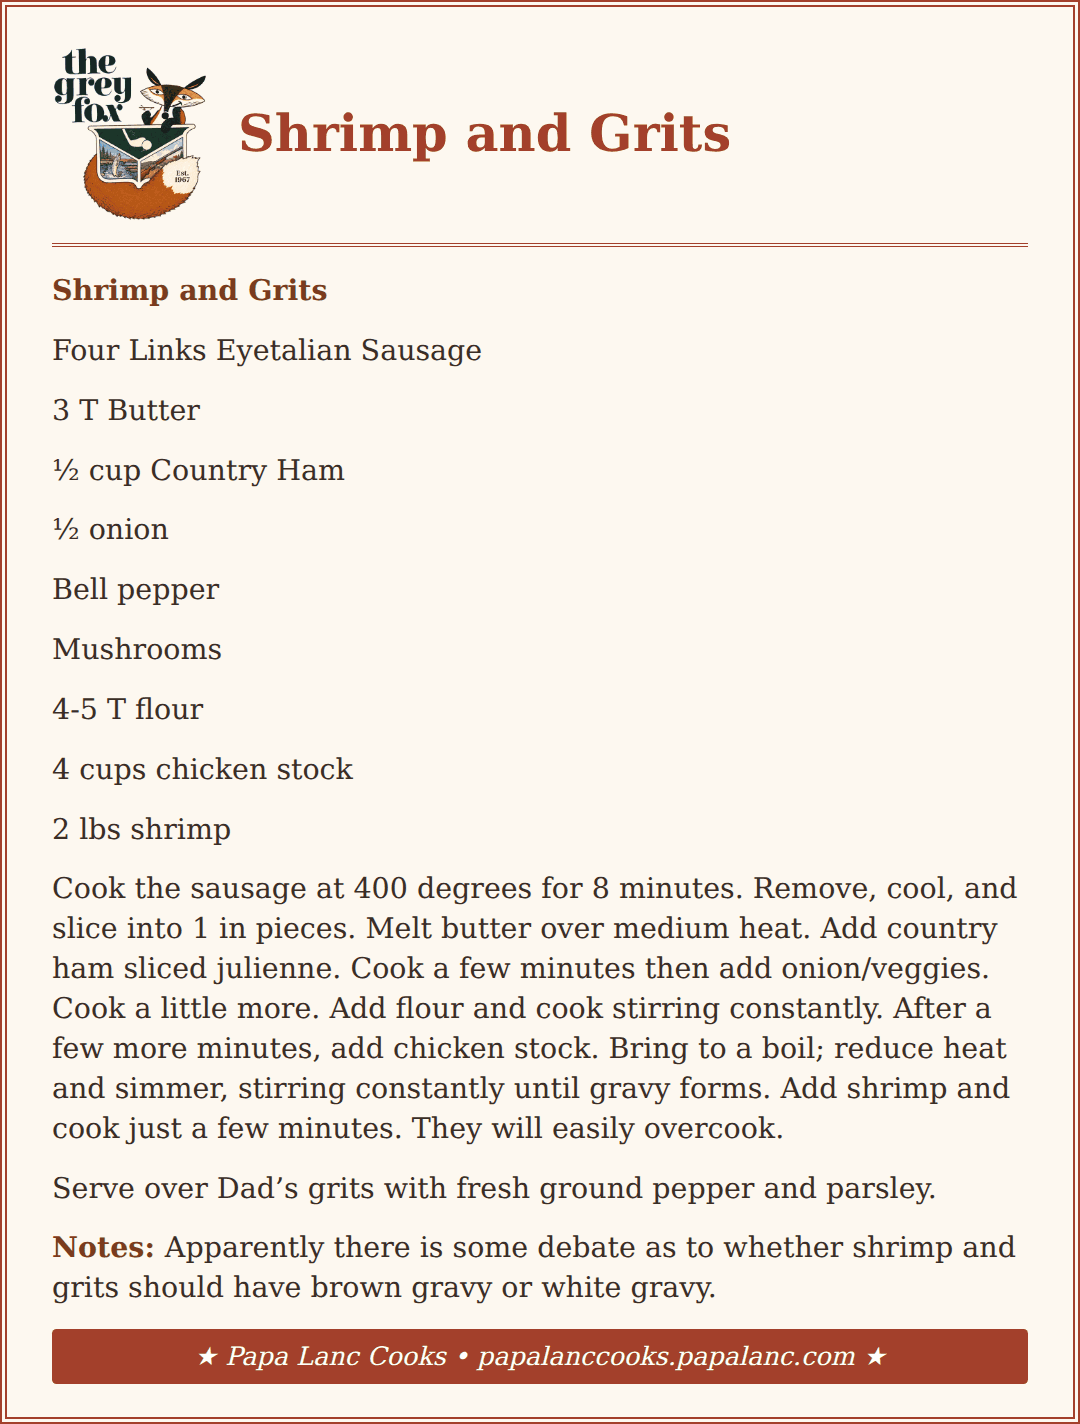 the
grey
fox
Est.
1967
Shrimp and Grits
Shrimp and Grits
Four Links Eyetalian Sausage
3 T Butter
½ cup Country Ham
½ onion
Bell pepper
Mushrooms
4-5 T flour
4 cups chicken stock
2 lbs shrimp
Cook the sausage at 400 degrees for 8 minutes. Remove, cool, and
slice into 1 in pieces. Melt butter over medium heat. Add country
ham sliced julienne. Cook a few minutes then add onion/veggies.
Cook a little more. Add flour and cook stirring constantly. After a
few more minutes, add chicken stock. Bring to a boil; reduce heat
and simmer, stirring constantly until gravy forms. Add shrimp and
cook just a few minutes. They will easily overcook.
Serve over Dad’s grits with fresh ground pepper and parsley.
Notes: Apparently there is some debate as to whether shrimp and
grits should have brown gravy or white gravy.
★ Papa Lanc Cooks • papalanccooks.papalanc.com ★